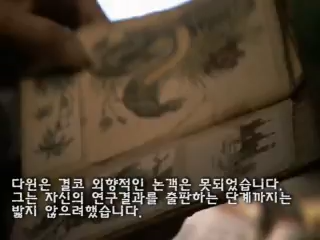 다윈은 결코 외향적인 논객은 못되었습니다.
그는 자신의 연구결과를 출판하는 단계까지는
밟지 않으려했습니다.